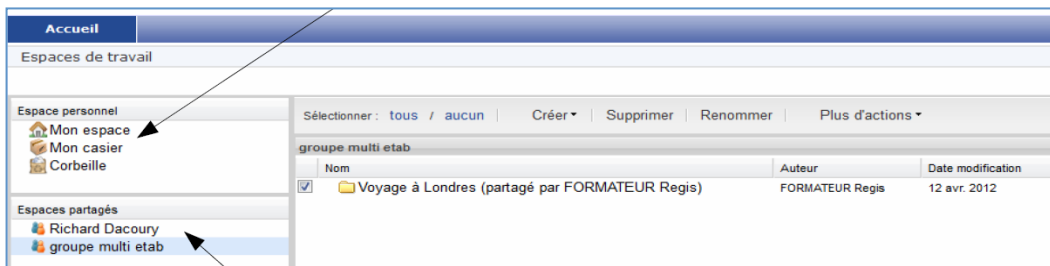 Accueil
Espaces de travail
Espace personnel
Mon espace
Mon casier
Corbeille
Espaces partagés
Richard Dacoury
groupe multi etab
Sélectionner : tous / aucun | Créer | Supprimer | Renommer | Plus d'actions
groupe multi etab
Nom Auteur Date modification
Voyage à Londres (partagé par FORMATEUR Regis) FORMATEUR Regis 12 avr. 2012